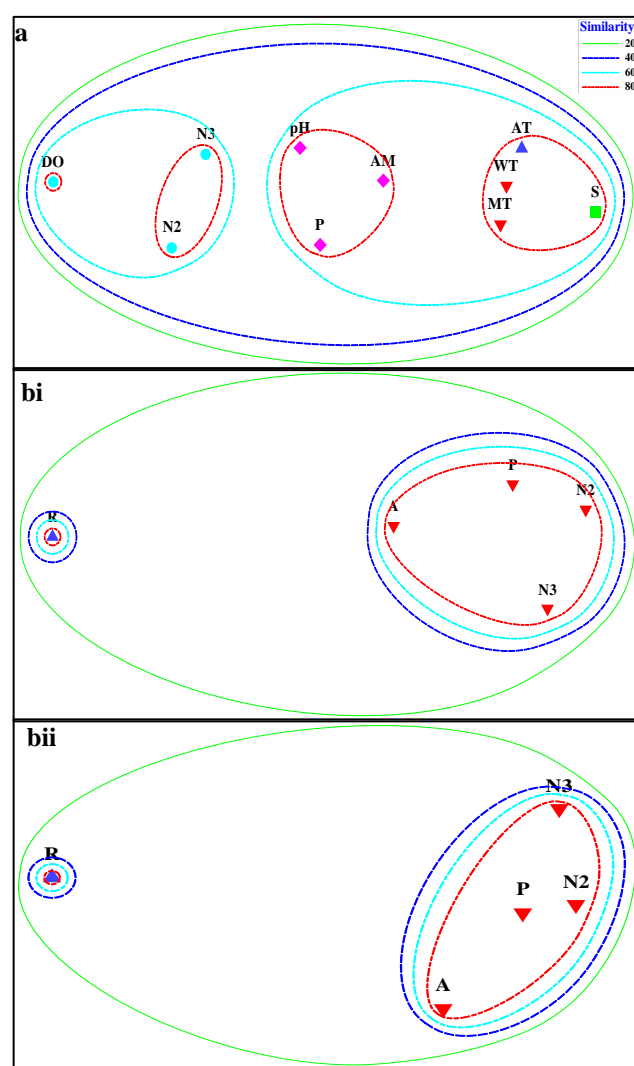 a
Similarity
20
40
60
80
pH
AT
N3
DO
AM
WT
S
MT
P
N2
bi
P
N2
A
R
N3
bii
N3
R
P
N2
A